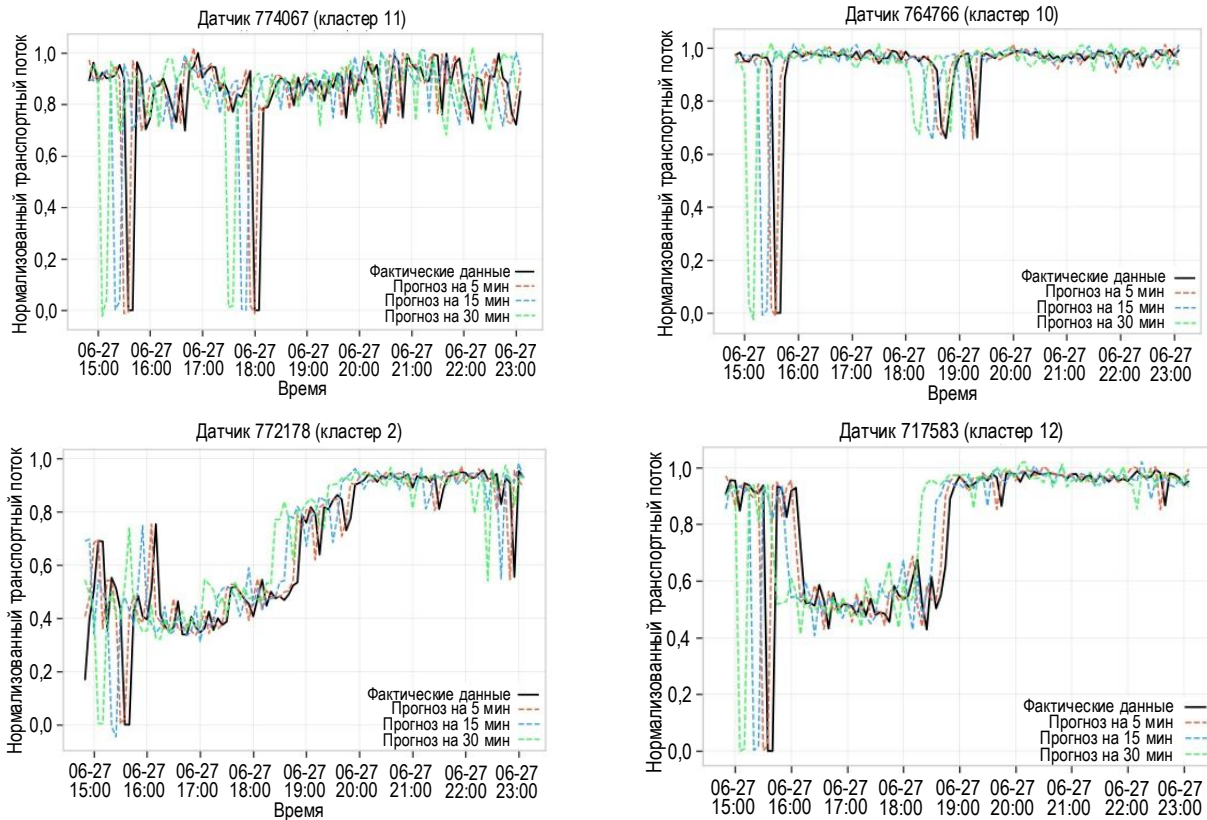 Датчик 774067 (кластер 11)
Нормализованный транспортный поток
1,0
0,8
0,6
0,4
0,2
0,0
Фактические данные
Прогноз на 5 мин
Прогноз на 15 мин
Прогноз на 30 мин
06-27 06-27 06-27 06-27 06-27 06-27 06-27 06-27 06-27
15:00 16:00 17:00 18:00 19:00 20:00 21:00 22:00 23:00
Время
Датчик 764766 (кластер 10)
Нормализованный транспортный поток
1,0
0,8
0,6
0,4
0,2
0,0
Фактические данные
Прогноз на 5 мин
Прогноз на 15 мин
Прогноз на 30 мин
06-27 06-27 06-27 06-27 06-27 06-27 06-27 06-27 06-27
15:00 16:00 17:00 18:00 19:00 20:00 21:00 22:00 23:00
Время
Датчик 772178 (кластер 2)
Нормализованный транспортный поток
1,0
0,8
0,6
0,4
0,2
0,0
Фактические данные
Прогноз на 5 мин
Прогноз на 15 мин
Прогноз на 30 мин
06-27 06-27 06-27 06-27 06-27 06-27 06-27 06-27 06-27
15:00 16:00 17:00 18:00 19:00 20:00 21:00 22:00 23:00
Время
Датчик 717583 (кластер 12)
Нормализованный транспортный поток
1,0
0,8
0,6
0,4
0,2
0,0
Фактические данные
Прогноз на 5 мин
Прогноз на 15 мин
Прогноз на 30 мин
06-27 06-27 06-27 06-27 06-27 06-27 06-27 06-27 06-27
15:00 16:00 17:00 18:00 19:00 20:00 21:00 22:00 23:00